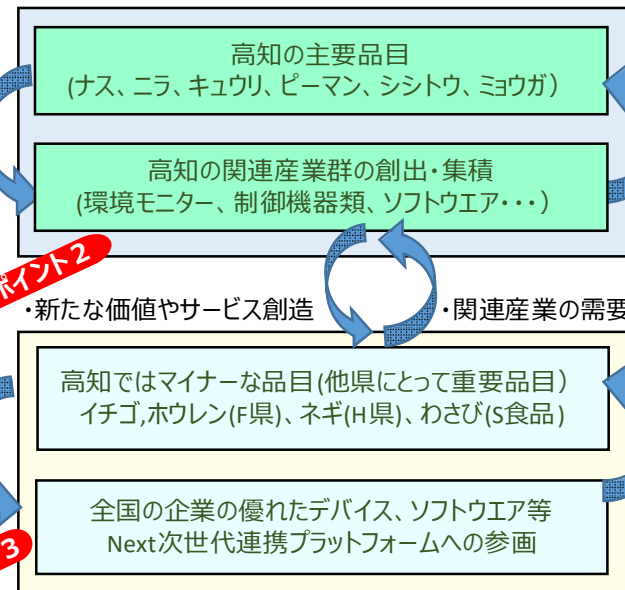 高知の主要品目
(ナス、ニラ、キュウリ、ピーマン、シシトウ、ミョウガ)
高知の関連産業群の創出・集積
(環境モニター、制御機器類、ソフトウエア・・・)
ポイント2
・新たな価値やサービス創造
・関連産業の需要
高知ではマイナーな品目(他県にとって重要品目)
イチゴ,ホウレン(F県)、ネギ(H県)、わさび(S食品)
全国の企業の優れたデバイス、ソフトウエア等
Next次世代連携プラットフォームへの参画
3